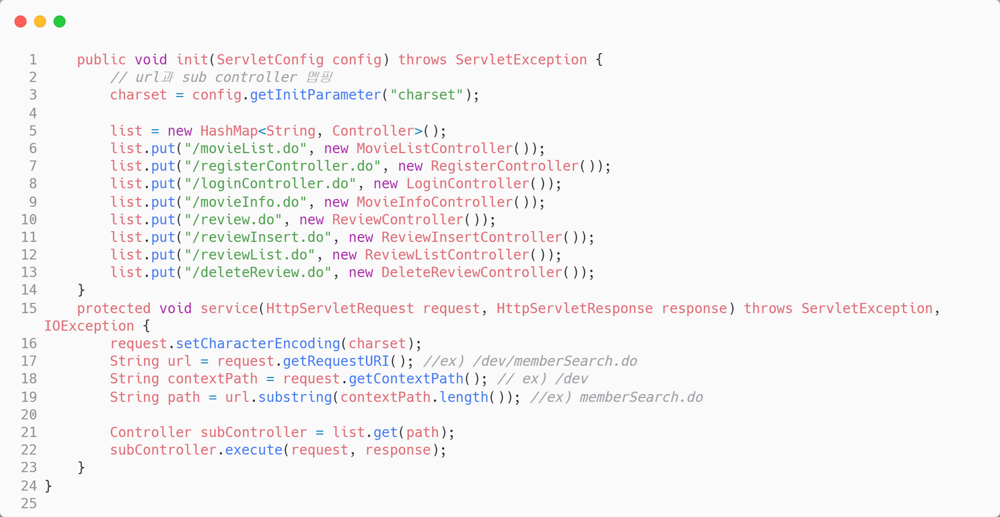 1    public void init(ServletConfig config) throws ServletException {
2        // url과 sub controller 멥핑
3        charset = config.getInitParameter("charset");
4
5        list = new HashMap<String, Controller>();
6        list.put("/movieList.do", new MovieListController());
7        list.put("/registerController.do", new RegisterController());
8        list.put("/loginController.do", new LoginController());
9        list.put("/movieInfo.do", new MovieInfoController());
10        list.put("/review.do", new ReviewController());
11        list.put("/reviewInsert.do", new ReviewInsertController());
12        list.put("/reviewList.do", new ReviewListController());
13        list.put("/deleteReview.do", new DeleteReviewController());
14    }
15    protected void service(HttpServletRequest request, HttpServletResponse response) throws ServletException,
IOException {
16        request.setCharacterEncoding(charset);
17        String url = request.getRequestURI(); //ex) /dev/memberSearch.do
18        String contextPath = request.getContextPath(); // ex) /dev
19        String path = url.substring(contextPath.length()); //ex) memberSearch.do
20
21        Controller subController = list.get(path);
22        subController.execute(request, response);
23    }
24 }
25